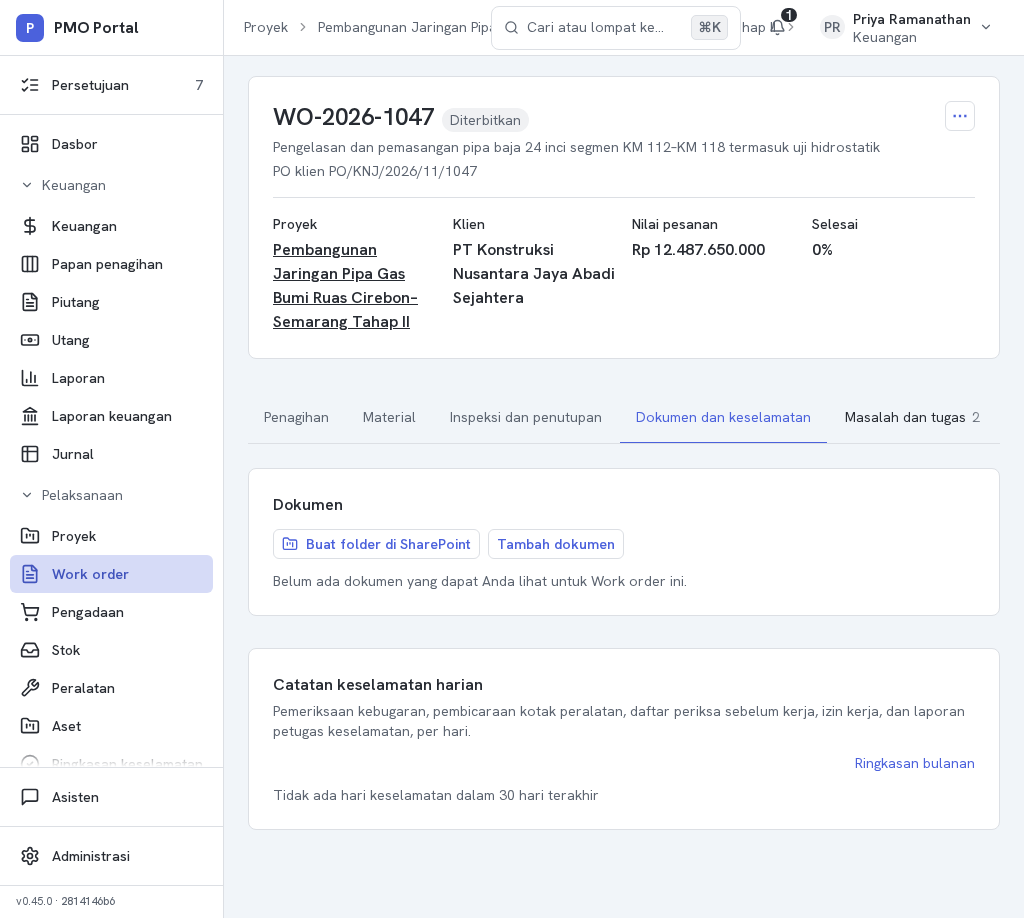 P PMO Portal
Proyek
Pembangunan Jaringan Pipa
Cari atau lompat ke...
⌘K
hap
1
PR
Priya Ramanathan
Keuangan
Persetujuan 7
Dasbor
Keuangan
Keuangan
Papan penagihan
Piutang
Utang
Laporan
Laporan keuangan
Jurnal
Pelaksanaan
Proyek
Work order
Pengadaan
Stok
Peralatan
Aset
Ringkasan keselamatan
Asisten
Administrasi
v0.45.0 · 2814146b6
WO-2026-1047 Diterbitkan
Pengelasan dan pemasangan pipa baja 24 inci segmen KM 112–KM 118 termasuk uji hidrostatik
PO klien PO/KNJ/2026/11/1047
Proyek
Pembangunan
Jaringan Pipa Gas
Bumi Ruas Cirebon–
Semarang Tahap II
Klien
PT Konstruksi
Nusantara Jaya Abadi
Sejahtera
Nilai pesanan
Rp 12.487.650.000
Selesai
0%
Penagihan
Material
Inspeksi dan penutupan
Dokumen dan keselamatan
Masalah dan tugas 2
Dokumen
Buat folder di SharePoint
Tambah dokumen
Belum ada dokumen yang dapat Anda lihat untuk Work order ini.
Catatan keselamatan harian
Pemeriksaan kebugaran, pembicaraan kotak peralatan, daftar periksa sebelum kerja, izin kerja, dan laporan
petugas keselamatan, per hari.
Ringkasan bulanan
Tidak ada hari keselamatan dalam 30 hari terakhir